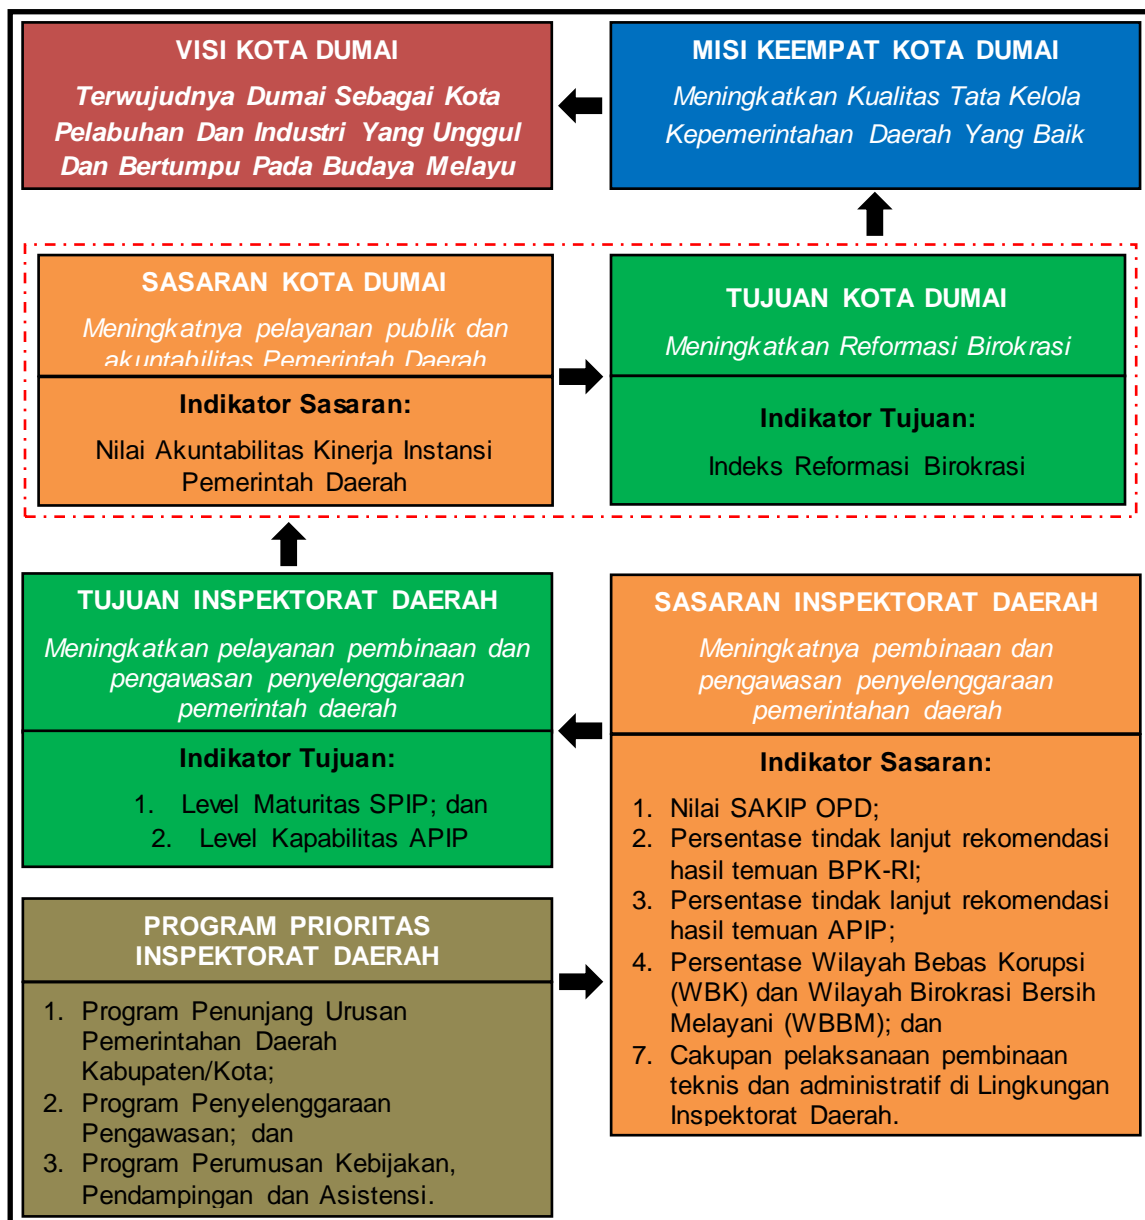 VISI KOTA DUMAI
Terwujudnya Dumai Sebagai Kota
Pelabuhan Dan Industri Yang Unggul
Dan Bertumpu Pada Budaya Melayu
MISI KEEMPAT KOTA DUMAI
Meningkatkan Kualitas Tata Kelola
Kepemerintahan Daerah Yang Baik
SASARAN KOTA DUMAI
Meningkatnya pelayanan publik dan
akuntabilitas Pemerintah Daerah
Indikator Sasaran:
Nilai Akuntabilitas Kinerja Instansi
Pemerintah Daerah
TUJUAN KOTA DUMAI
Meningkatkan Reformasi Birokrasi
Indikator Tujuan:
Indeks Reformasi Birokrasi
TUJUAN INSPEKTORAT DAERAH
Meningkatkan pelayanan pembinaan dan
pengawasan penyelenggaraan
pemerintah daerah
Indikator Tujuan:
1. Level Maturitas SPIP; dan
2. Level Kapabilitas APIP
SASARAN INSPEKTORAT DAERAH
Meningkatnya pembinaan dan
pengawasan penyelenggaraan
pemerintahan daerah
Indikator Sasaran:
1. Nilai SAKIP OPD;
2. Persentase tindak lanjut rekomendasi
hasil temuan BPK-RI;
3. Persentase tindak lanjut rekomendasi
hasil temuan APIP;
4. Persentase Wilayah Bebas Korupsi
(WBK) dan Wilayah Birokrasi Bersih
Melayani (WBBM); dan
7. Cakupan pelaksanaan pembinaan
teknis dan administratif di Lingkungan
Inspektorat Daerah.
PROGRAM PRIORITAS
INSPEKTORAT DAERAH
1. Program Penunjang Urusan
Pemerintahan Daerah
Kabupaten/Kota;
2. Program Penyelenggaraan
Pengawasan; dan
3. Program Perumusan Kebijakan,
Pendampingan dan Asistensi.